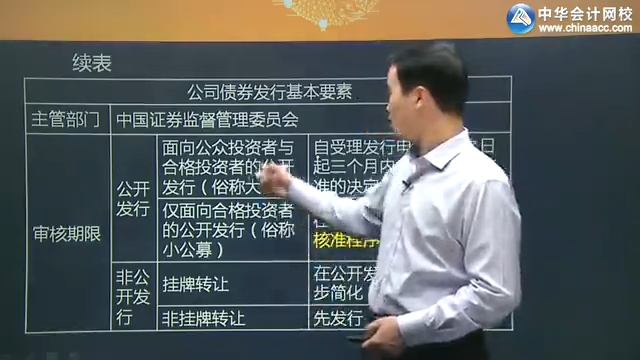 中华会计网校
www.chinaacc.com
续表
公司债券发行基本要素
主管部门
中国证券监督管理委员会
审核期限
公开
发行
面向公众投资者与
合格投资者的公开
发行（俗称大
自受理发行申
日
起三个月内
准的决定
仅面向合格投资者
的公开发行（俗称
小公募）
在
核准程序
非公
开发
行
挂牌转让
在公开发
步简化
非挂牌转让
先发行